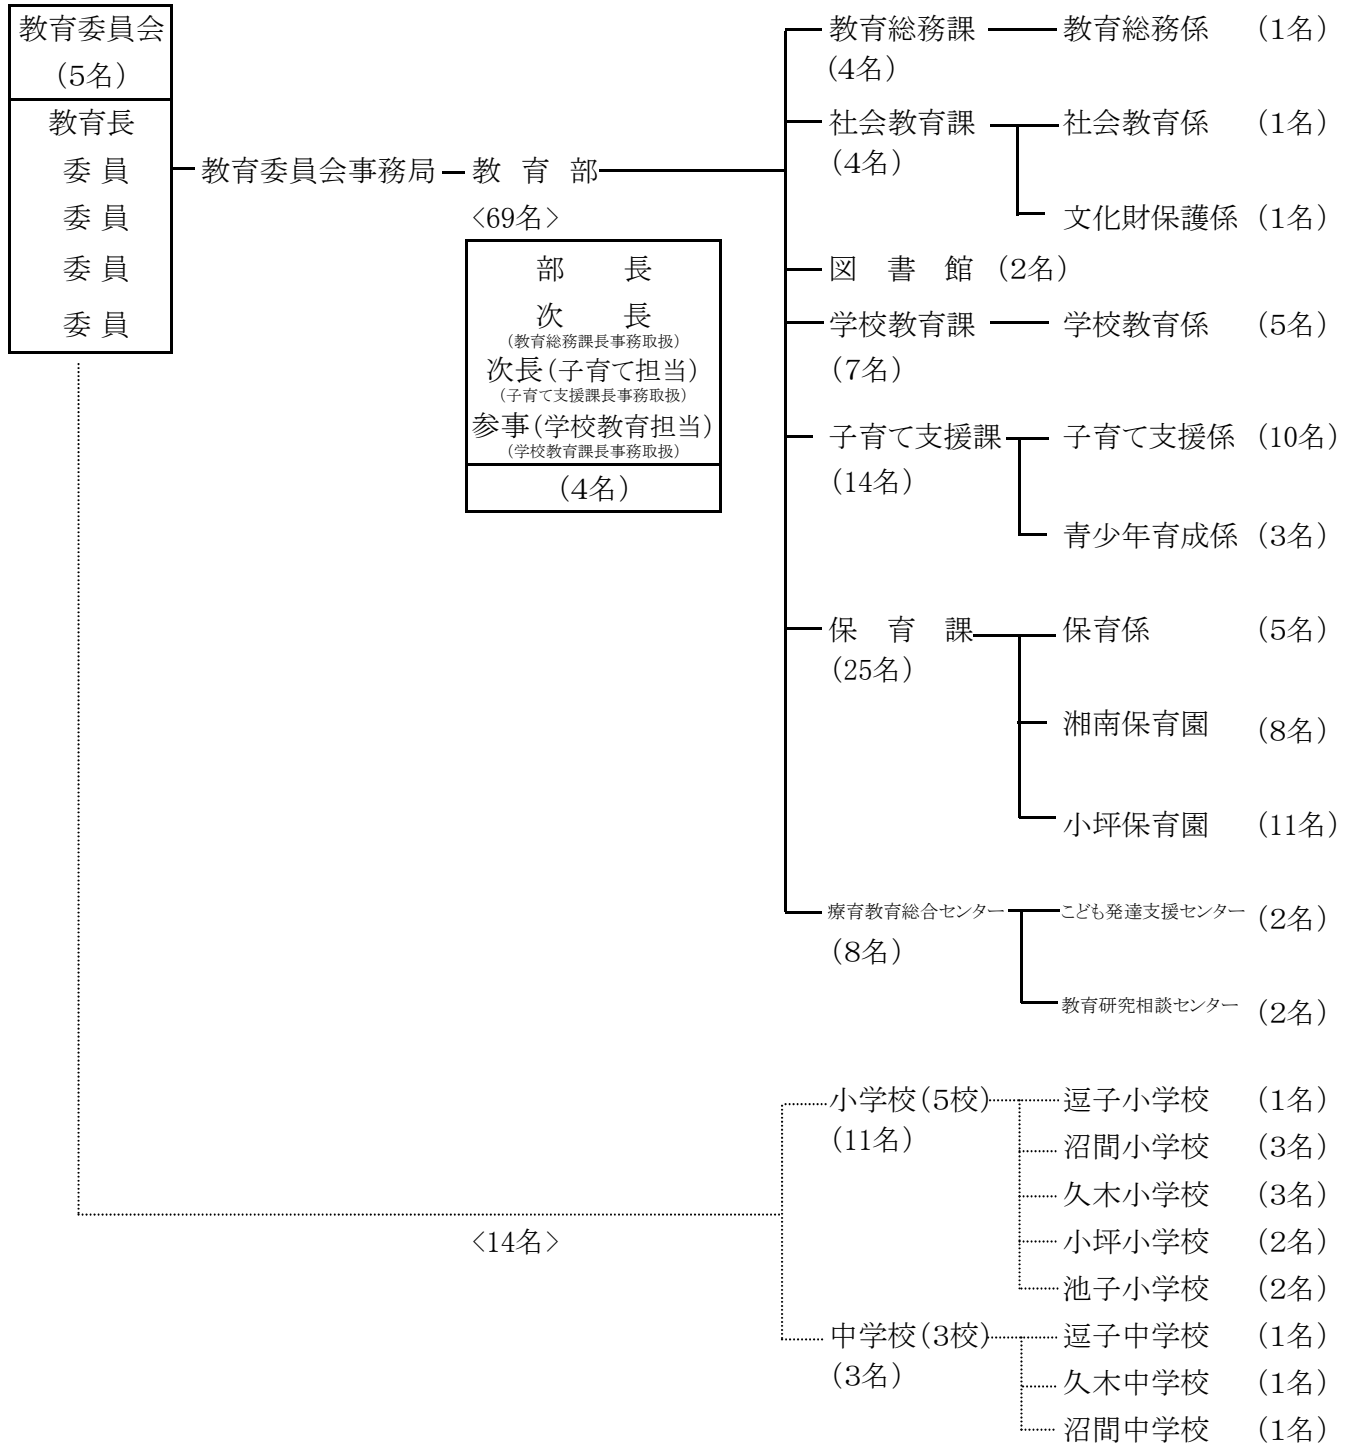 教育委員会
（５名）
教育長
委 員
委 員
委 員
委 員
教育委員会事務局
教 育 部
〈69名〉
部　　長
次　　長
（教育総務課長事務取扱）
次長（子育て担当）
（子育て支援課長事務取扱）
参事（学校教育担当）
（学校教育課長事務取扱）
（４名）
教育総務課
（４名）
教育総務係 （１名）
社会教育課
（４名）
社会教育係 （１名）
文化財保護係 （１名）
図　書　館 （２名）
学校教育課
（７名）
学校教育係 （５名）
子育て支援課
（14名）
子育て支援係 （10名）
青少年育成係 （３名）
保　育　課
（25名）
保育係 （５名）
湘南保育園 （８名）
小坪保育園 （11名）
療育教育総合センター
（８名）
こども発達支援センター （２名）
教育研究相談センター （２名）
〈14名〉
小学校（５校）
（11名）
逗子小学校 （１名）
沼間小学校 （３名）
久木小学校 （３名）
小坪小学校 （２名）
池子小学校 （２名）
中学校（３校）
（３名）
逗子中学校 （１名）
久木中学校 （１名）
沼間中学校 （１名）